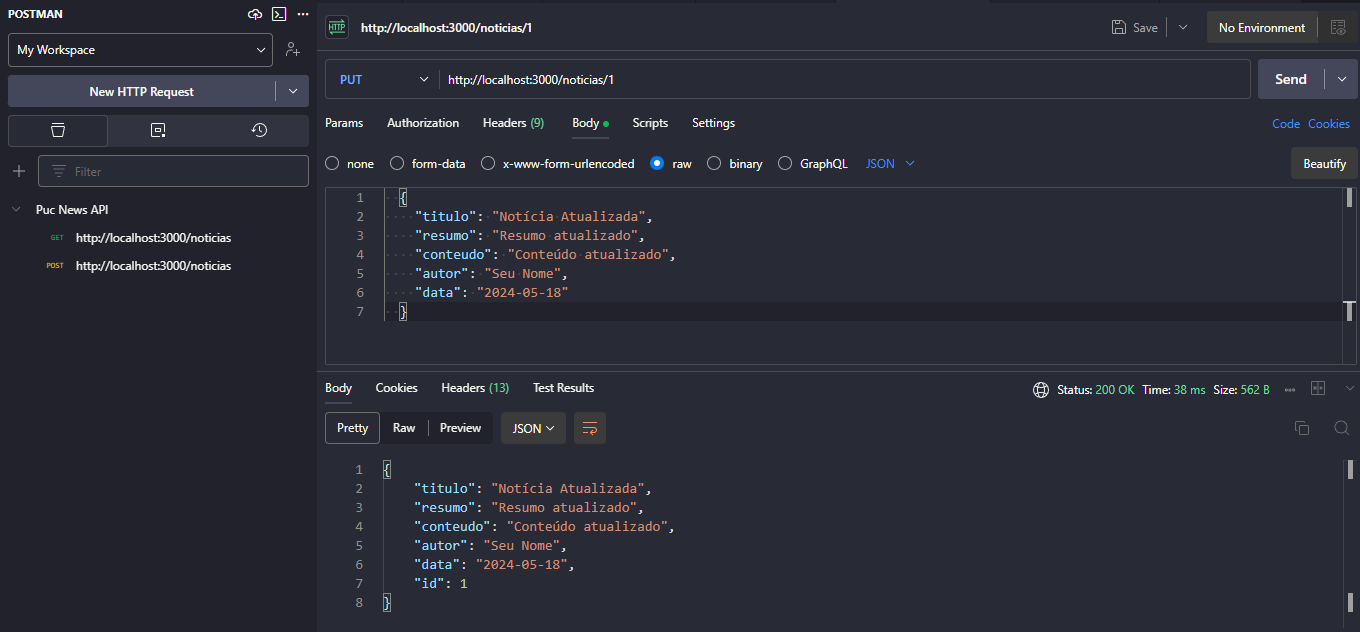 POSTMAN
My Workspace
New HTTP Request
Filter
Puc News API
GET http://localhost:3000/noticias
POST http://localhost:3000/noticias
HTTP http://localhost:3000/noticias/1
Save
No Environment
PUT http://localhost:3000/noticias/1
Send
Params Authorization Headers (9) Body Scripts Settings
Code Cookies
none form-data x-www-form-urlencoded raw binary GraphQL JSON
Beautify
1 {
2 "titulo": "Notícia Atualizada",
3 "resumo": "Resumo atualizado",
4 "conteudo": "Conteúdo atualizado",
5 "autor": "Seu Nome",
6 "data": "2024-05-18"
7 }
Body Cookies Headers (13) Test Results
Status: 200 OK Time: 38 ms Size: 562 B
Pretty Raw Preview JSON
1 {
2 "titulo": "Notícia Atualizada",
3 "resumo": "Resumo atualizado",
4 "conteudo": "Conteúdo atualizado",
5 "autor": "Seu Nome",
6 "data": "2024-05-18",
7 "id": 1
8 }